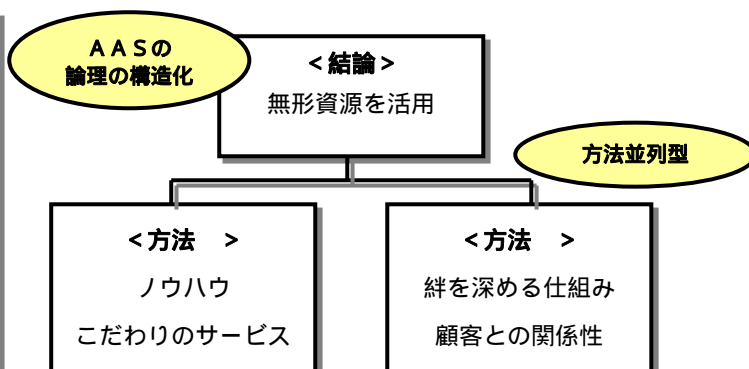 ＡＡＳの
論理の構造化
＜結論＞
無形資源を活用
方法並列型
＜方法　＞
ノウハウ
こだわりのサービス
＜方法　＞
絆を深める仕組み
顧客との関係性